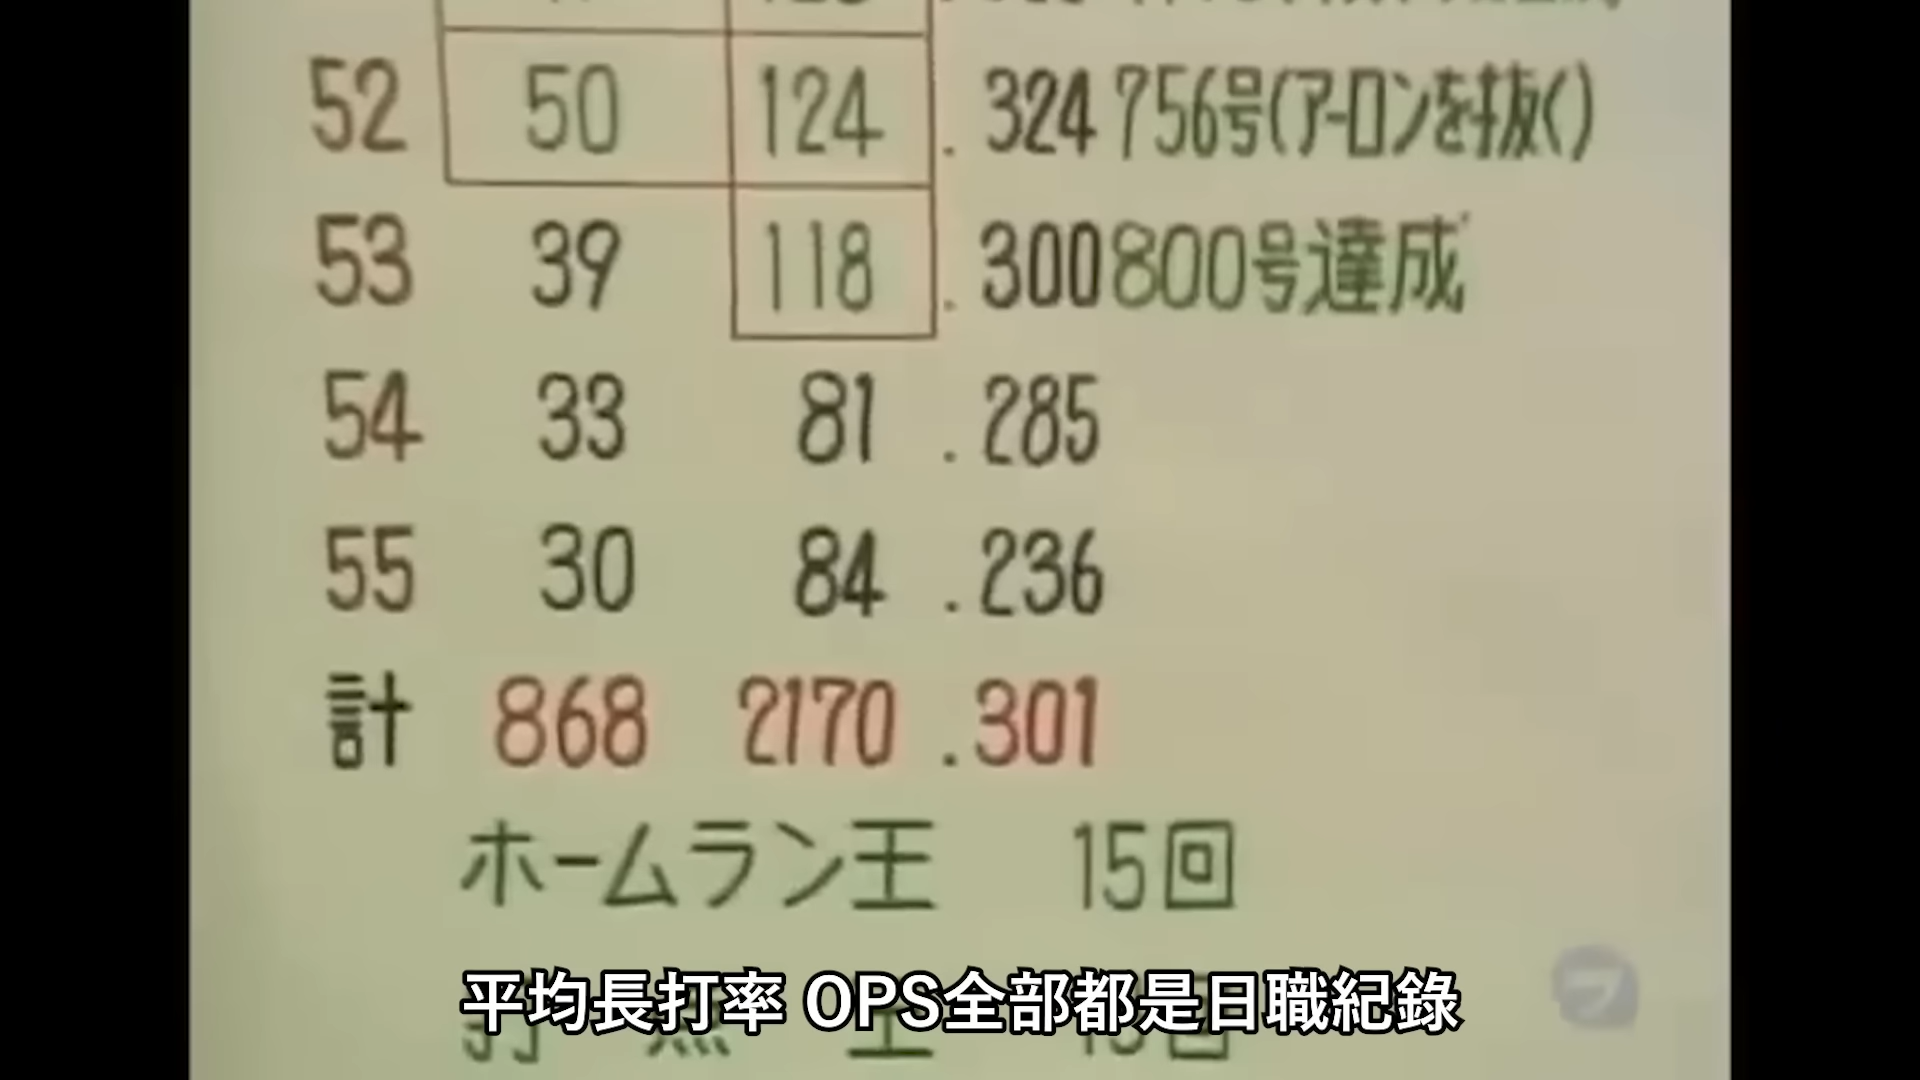 52 50 124 .324 756号(アーロンを抜く)
53 39 118 .300 800号達成
54 33 81 .285
55 30 84 .236
計 868 2170 .301
ホームラン王 15回
平均長打率 OPS全部都是日職紀錄